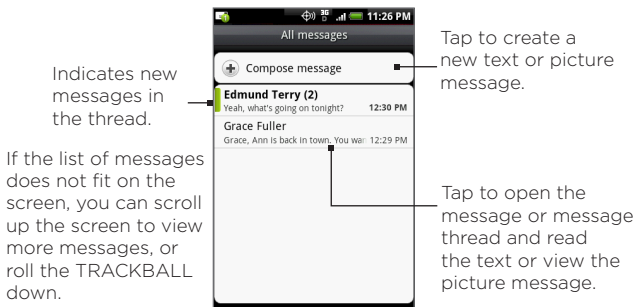 3G 11:26 PM
All messages
Compose message
Edmund Terry (2)
Yeah, what's going on tonight? 12:30 PM
Grace Fuller
Grace, Ann is back in town. You wan 12:29 PM
Indicates new
messages in
the thread.
If the list of messages
does not fit on the
screen, you can scroll
up the screen to view
more messages, or
roll the TRACKBALL
down.
Tap to create a
new text or picture
message.
Tap to open the
message or message
thread and read
the text or view the
picture message.